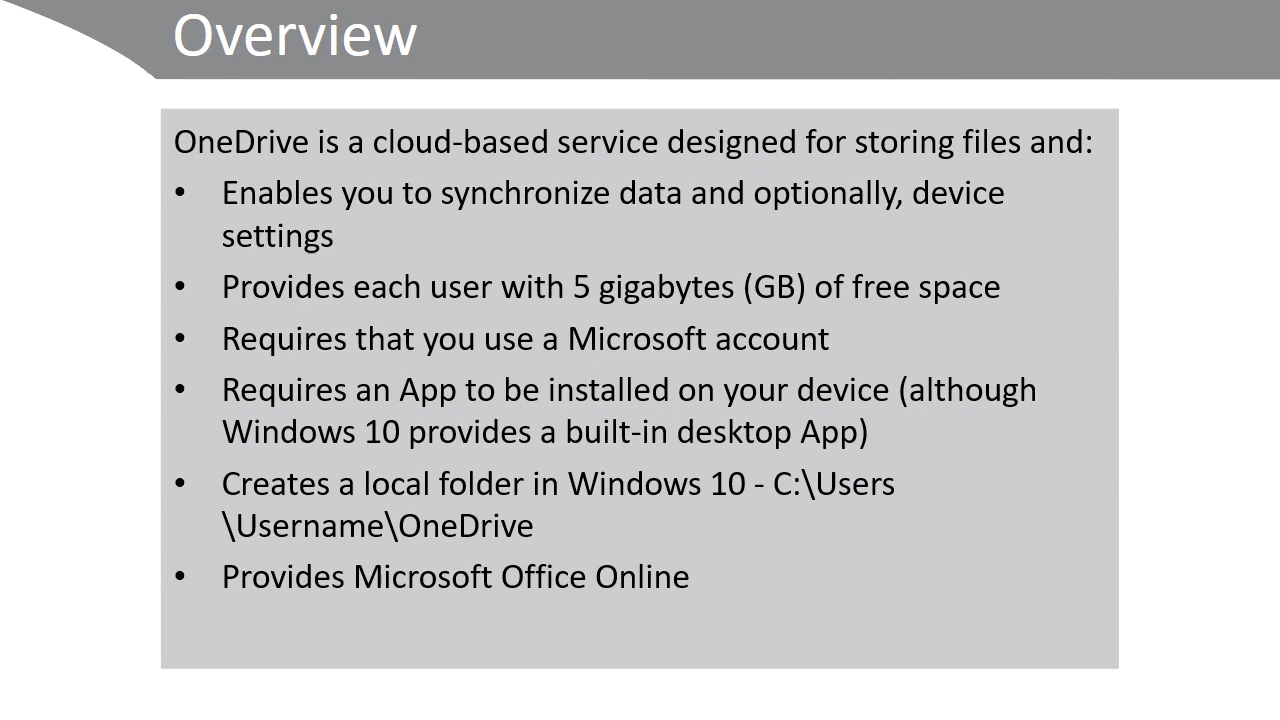 Overview
OneDrive is a cloud-based service designed for storing files and:
• Enables you to synchronize data and optionally, device
settings
• Provides each user with 5 gigabytes (GB) of free space
• Requires that you use a Microsoft account
• Requires an App to be installed on your device (although
Windows 10 provides a built-in desktop App)
• Creates a local folder in Windows 10 - C:\Users
\Username\OneDrive
• Provides Microsoft Office Online